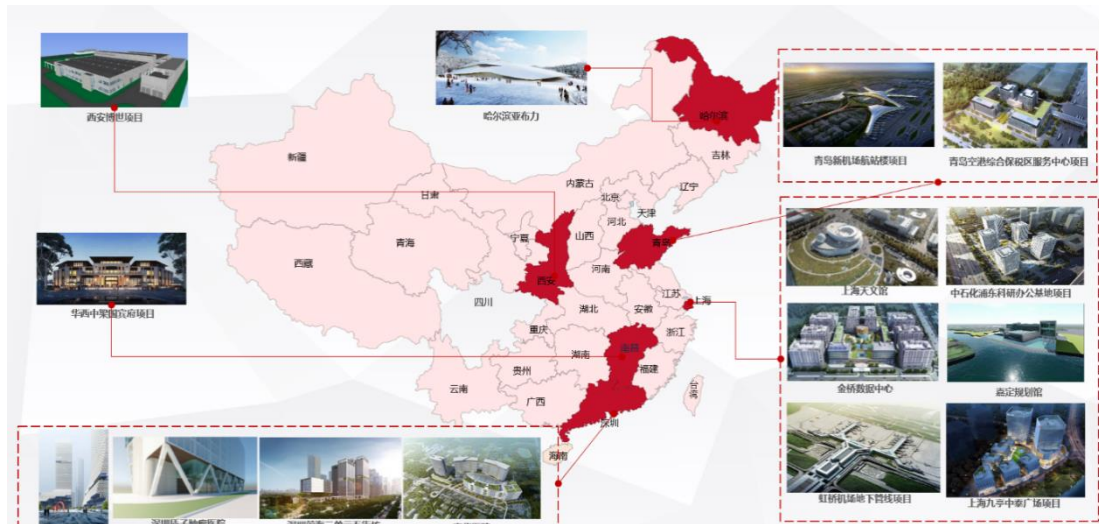 西安博世项目
哈尔滨亚布力
青岛新机场航站楼项目
青岛空港综合保税区服务中心项目
哈尔滨
吉林
辽宁
内蒙古
北京
天津
河北
新疆
甘肃
宁夏
山西
青岛
青海
西藏
西安
河南
华西中梁国宾府项目
四川
重庆
湖北
安徽
江苏
上海
浙江
湖南
南昌
贵州
福建
云南
广西
台湾
深圳
海南
上海天文馆
中石化浦东科研办公基地项目
金桥数据中心
嘉定规划馆
虹桥机场地下管线项目
上海九亭中泰广场项目